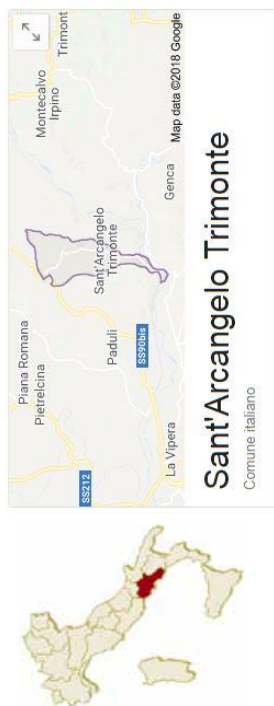 Montecalvo
Irpino
Trimont
Piana Romana
Pietrelcina
Sant'Arcangelo
Trimonte
Paduli
SS212
SS90bis
Genca
La Vipera
Map data ©2018 Google
Sant'Arcangelo Trimonte
Comune italiano